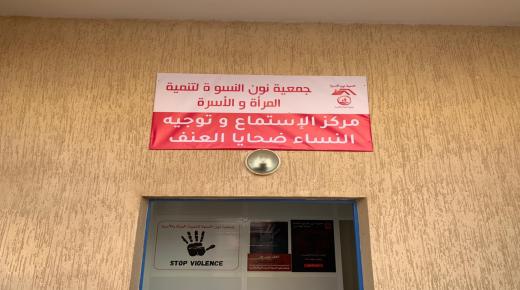 جمعية نون النسوة لتنمية
المرأة و الأسرة
مركز الإستماع و توجيه
النساء ضحايا العنف
STOP VIOLENCE